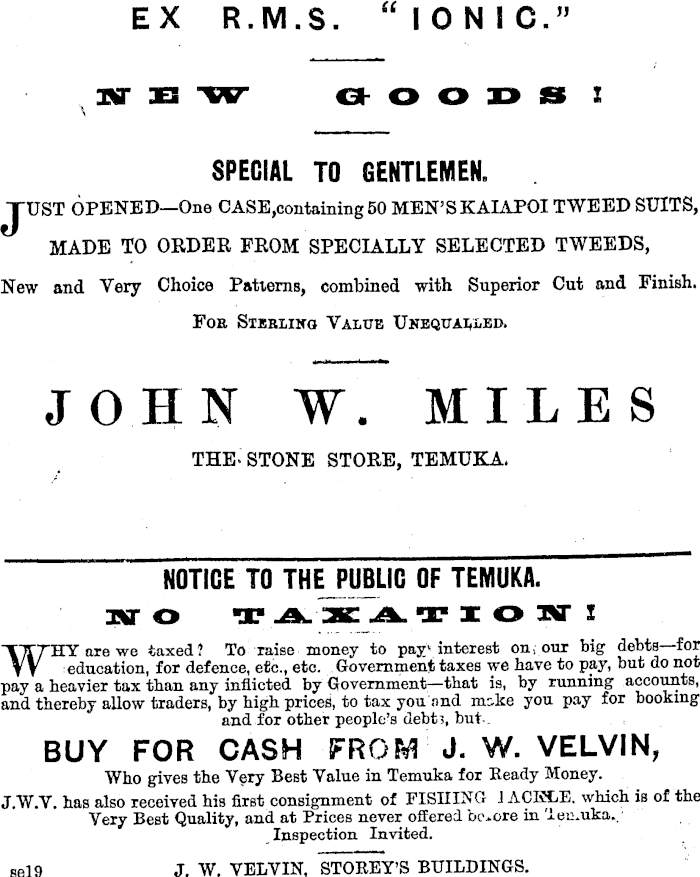 EX R.M.S. "IONIC."
NEW GOODS!
SPECIAL TO GENTLEMEN.
JUST OPENED—One CASE, containing 50 MEN'S KAIAPOI TWEED SUITS,
MADE TO ORDER FROM SPECIALLY SELECTED TWEEDS,
New and Very Choice Patterns, combined with Superior Cut and Finish.
FOR STERLING VALUE UNEQUALLED.
JOHN W. MILES
THE STONE STORE, TEMUKA.
NOTICE TO THE PUBLIC OF TEMUKA.
NO TAXATION!
WHY are we taxed? To raise money to pay interest on our big debts—for
education, for defence, etc., etc. Government taxes we have to pay, but do not
pay a heavier tax than any inflicted by Government—that is, by running accounts,
and thereby allow traders, by high prices, to tax you and make you pay for booking
and for other people's debts, but
BUY FOR CASH FROM J. W. VELVIN,
Who gives the Very Best Value in Temuka for Ready Money.
J.W.V. has also received his first consignment of FISHING TACKLE, which is of the
Very Best Quality, and at Prices never offered before in Temuka.
Inspection Invited.
J. W. VELVIN, STOREY'S BUILDINGS.
se19